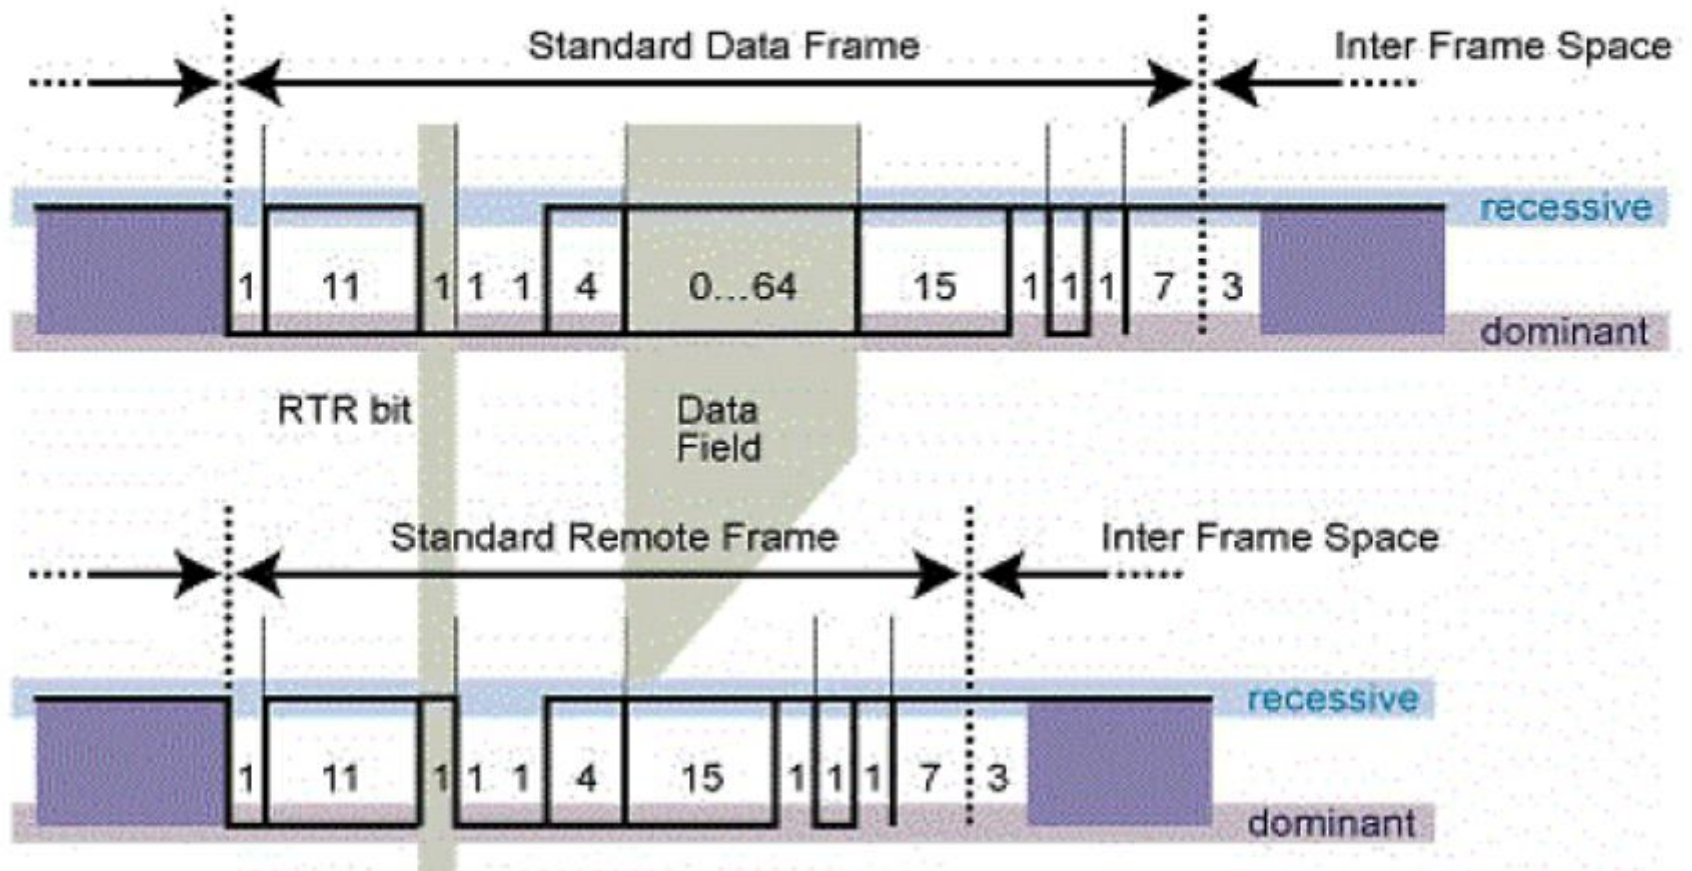 Standard Data Frame
Inter Frame Space
recessive
1 11 1 1 1 4 0...64 15 1 1 1 7 3
dominant
RTR bit
Data
Field
Standard Remote Frame
Inter Frame Space
recessive
1 11 1 1 1 4 15 1 1 1 7 3
dominant